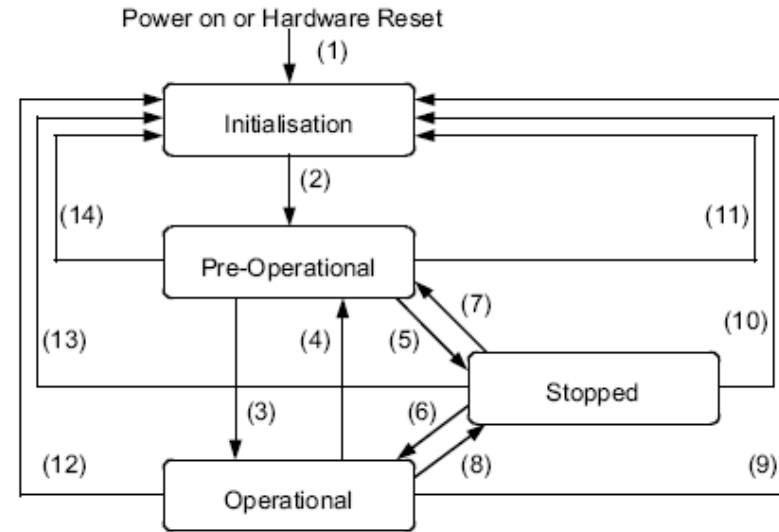 Power on or Hardware Reset
(1)
Initialisation
(2)
(14)
(11)
Pre-Operational
(7)
(13)
(4)
(5)
(10)
Stopped
(3)
(6)
(12)
(8)
(9)
Operational